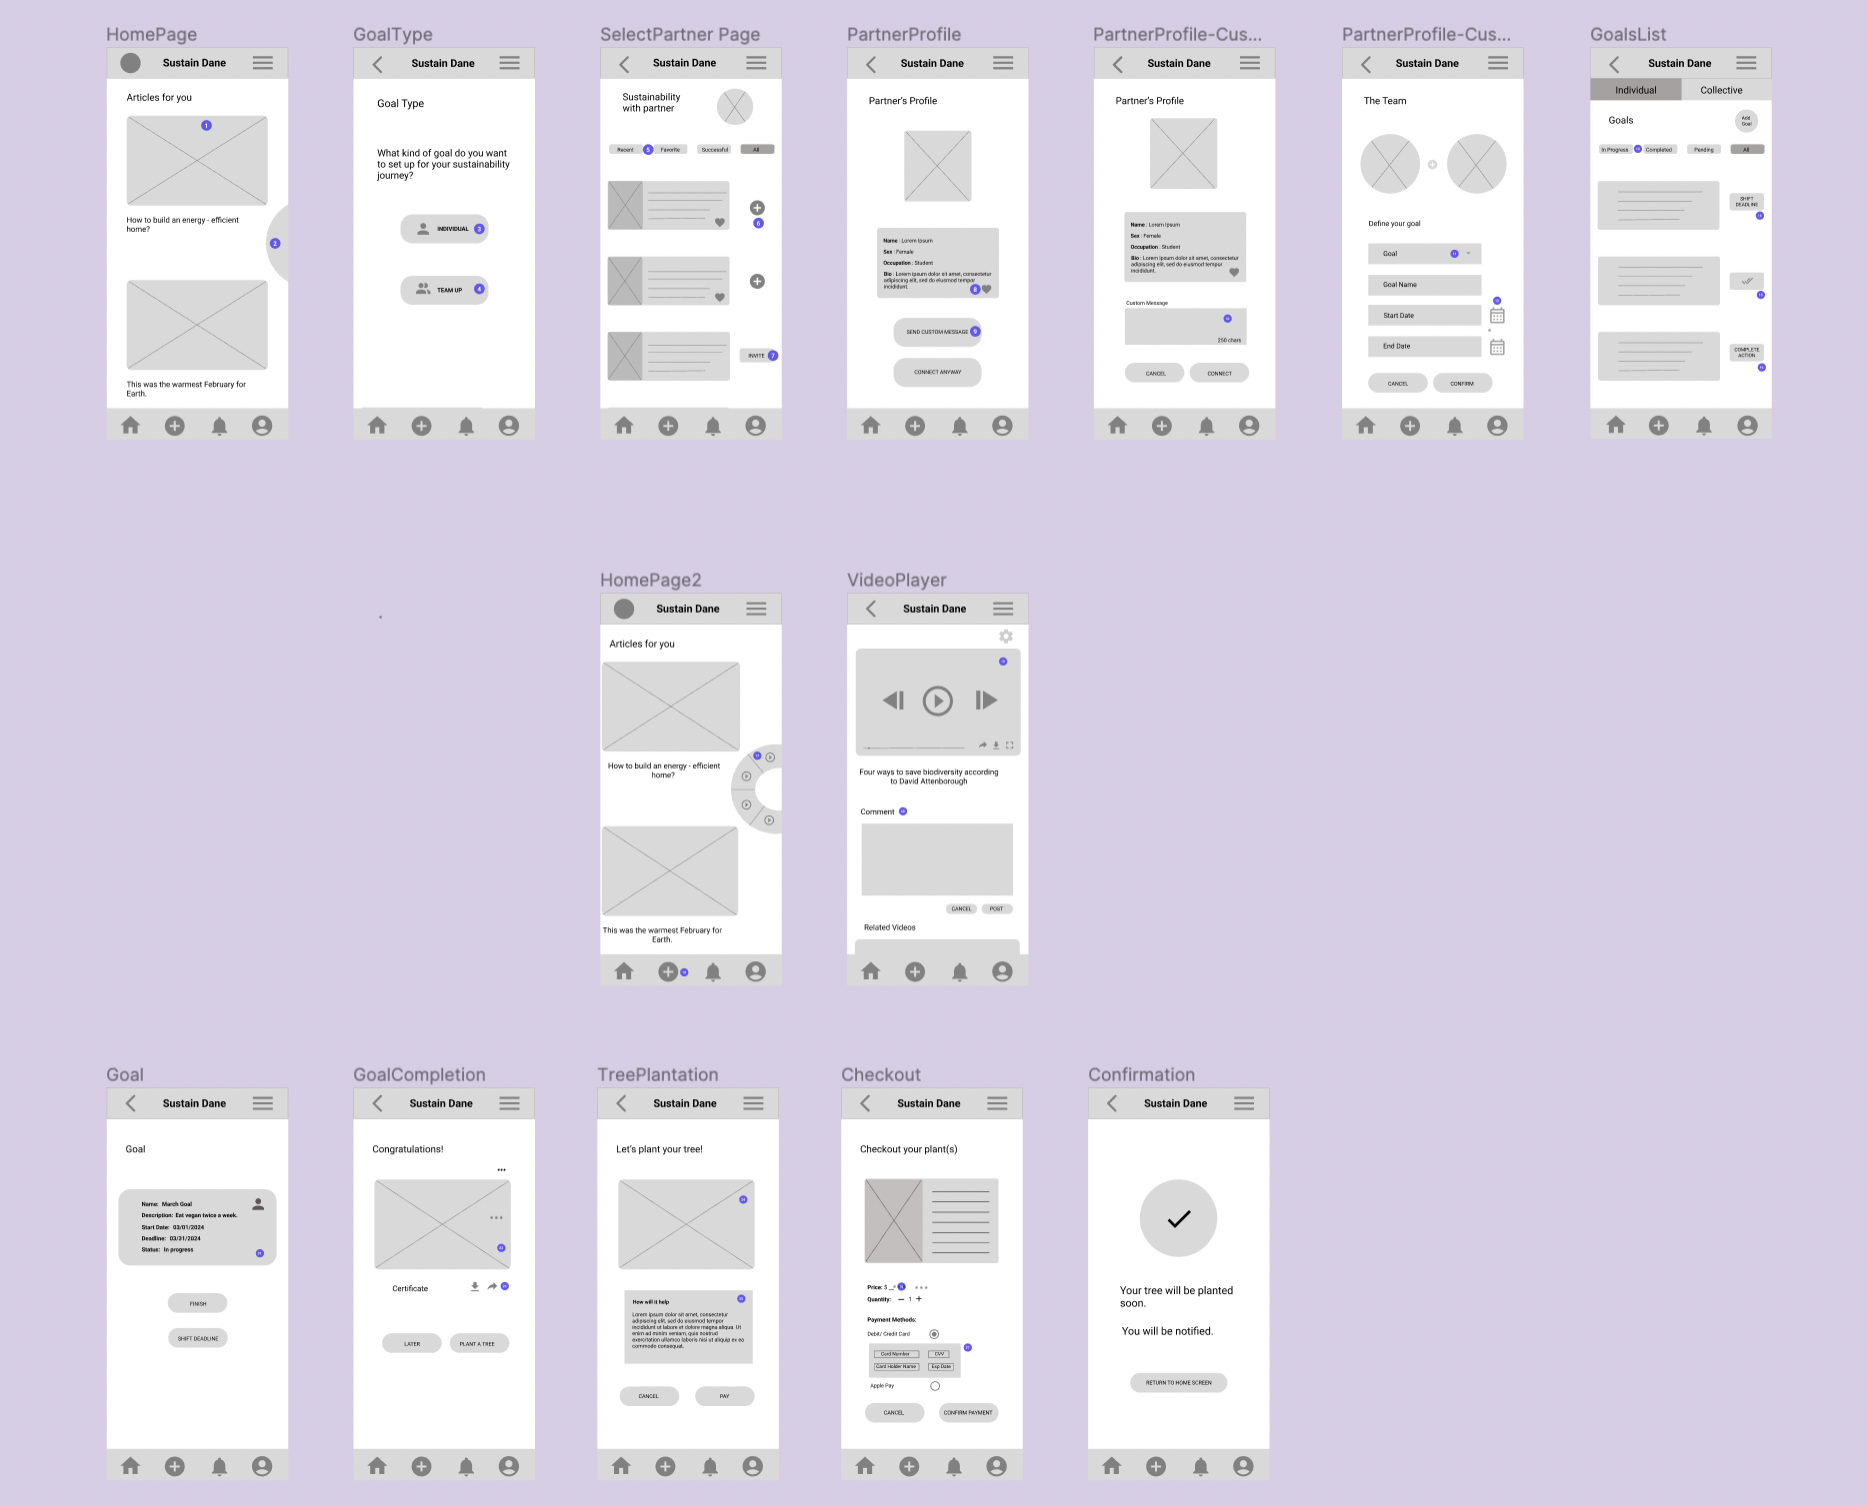 HomePage
Sustain Dane
Articles for you
1
How to build an energy - efficient
home?
2
This was the warmest February for
Earth.
GoalType
Sustain Dane
Goal Type
What kind of goal do you want
to set up for your sustainability
journey?
INDIVIDUAL 3
TEAM UP 4
SelectPartner Page
Sustain Dane
Sustainability
with partner
Recent 5 Favorite Successful All
6
INVITE 7
PartnerProfile
Sustain Dane
Partner's Profile
Name : Lorem Ipsum
Sex : Female
Occupation : Student
Bio : Lorem ipsum dolor sit amet, consectetur
adipiscing elit, sed do eiusmod tempor
incididunt.
8
SEND CUSTOM MESSAGE 9
CONNECT ANYWAY
PartnerProfile-Cus...
Sustain Dane
Partner's Profile
Name : Lorem Ipsum
Sex : Female
Occupation : Student
Bio : Lorem ipsum dolor sit amet, consectetur
adipiscing elit, sed do eiusmod tempor
incididunt.
Custom Message
250 chars
CANCEL CONNECT
PartnerProfile-Cus...
Sustain Dane
The Team
Define your goal
Goal
Goal Name
Start Date
End Date
CANCEL CONFIRM
GoalsList
Sustain Dane
Individual Collective
Goals
Add
Goal
In Progress Completed Pending All
SHIFT
DEADLINE
COMPLETE
ACTION
HomePage2
Sustain Dane
Articles for you
How to build an energy - efficient
home?
This was the warmest February for
Earth.
VideoPlayer
Sustain Dane
Four ways to save biodiversity according
to David Attenborough
Comment
CANCEL POST
Related Videos
Goal
Sustain Dane
Goal
Name: March Goal
Description: Eat vegan twice a week.
Start Date: 03/01/2024
Deadline: 03/31/2024
Status: In progress
FINISH
SHIFT DEADLINE
GoalCompletion
Sustain Dane
Congratulations!
Certificate
LATER PLANT A TREE
TreePlantation
Sustain Dane
Let's plant your tree!
How will it help
Lorem ipsum dolor sit amet, consectetur
adipiscing elit, sed do eiusmod tempor
incididunt ut labore et dolore magna aliqua. Ut
enim ad minim veniam, quis nostrud
exercitation ullamco laboris nisi ut aliquip ex ea
commodo consequat.
CANCEL PAY
Checkout
Sustain Dane
Checkout your plant(s)
Price: $ _
Quantity: — 1 +
Payment Methods:
Debit/ Credit Card
Card Number CVV
Card Holder Name Exp Date
Apple Pay
CANCEL CONFIRM PAYMENT
Confirmation
Sustain Dane
Your tree will be planted
soon.
You will be notified.
RETURN TO HOME SCREEN